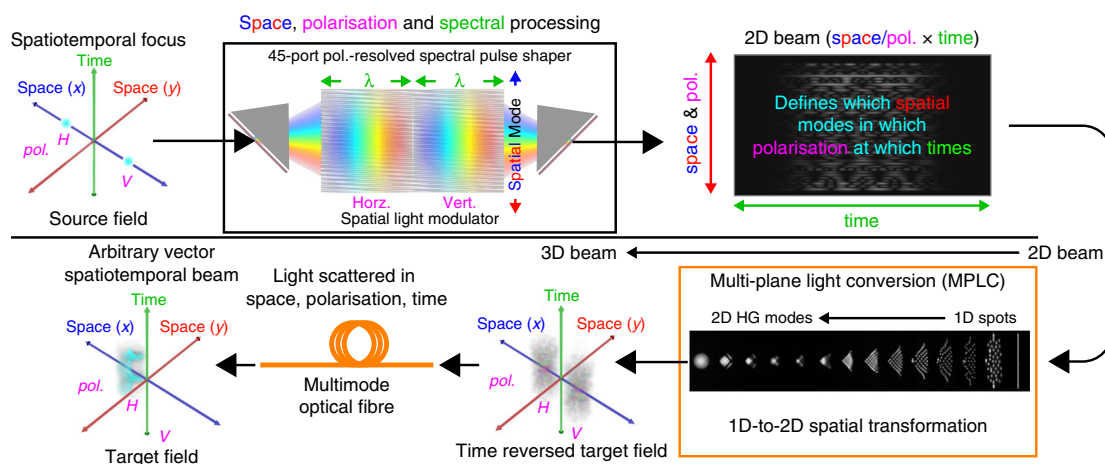 Space, polarisation and spectral processing
Spatiotemporal focus
Time
Space (x)
Space (y)
H
pol.
V
Source field
45-port pol.-resolved spectral pulse shaper
λ
λ
Spatial Mode
Horz.
Vert.
Spatial light modulator
2D beam (space/pol. × time)
space & pol.
Defines which spatial
modes in which
polarisation at which times
time
3D beam
2D beam
Arbitrary vector
spatiotemporal beam
Time
Space (x)
Space (y)
pol.
H
V
Target field
Light scattered in
space, polarisation, time
Multimode
optical fibre
Time
Space (x)
Space (y)
pol.
H
V
Time reversed target field
Multi-plane light conversion (MPLC)
2D HG modes
1D spots
1D-to-2D spatial transformation